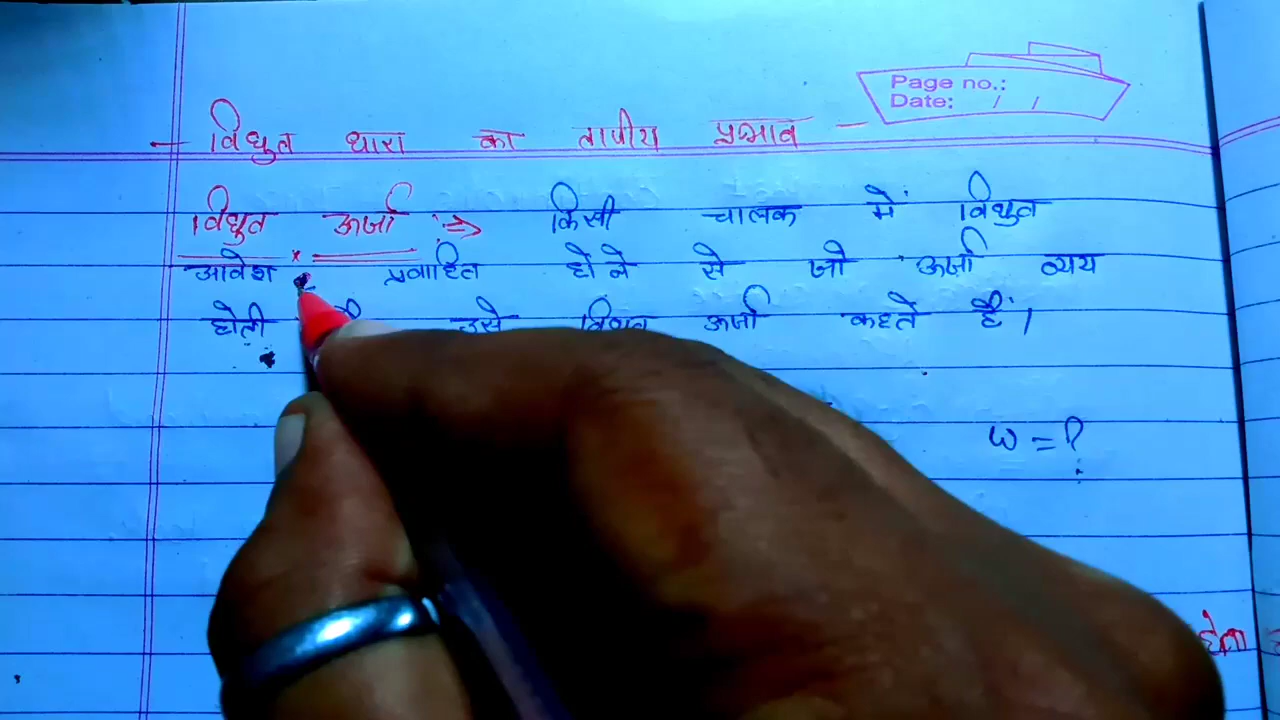 Page no.:
Date: / /
— विधुत धारा का तापीय प्रभाव —
विधुत ऊर्जा :⇒ किसी चालक में विधुत
आवेश प्रवाहित होने से जो ऊर्जा व्यय
होती उसे विधुत ऊर्जा कहते हैं।
W = ?